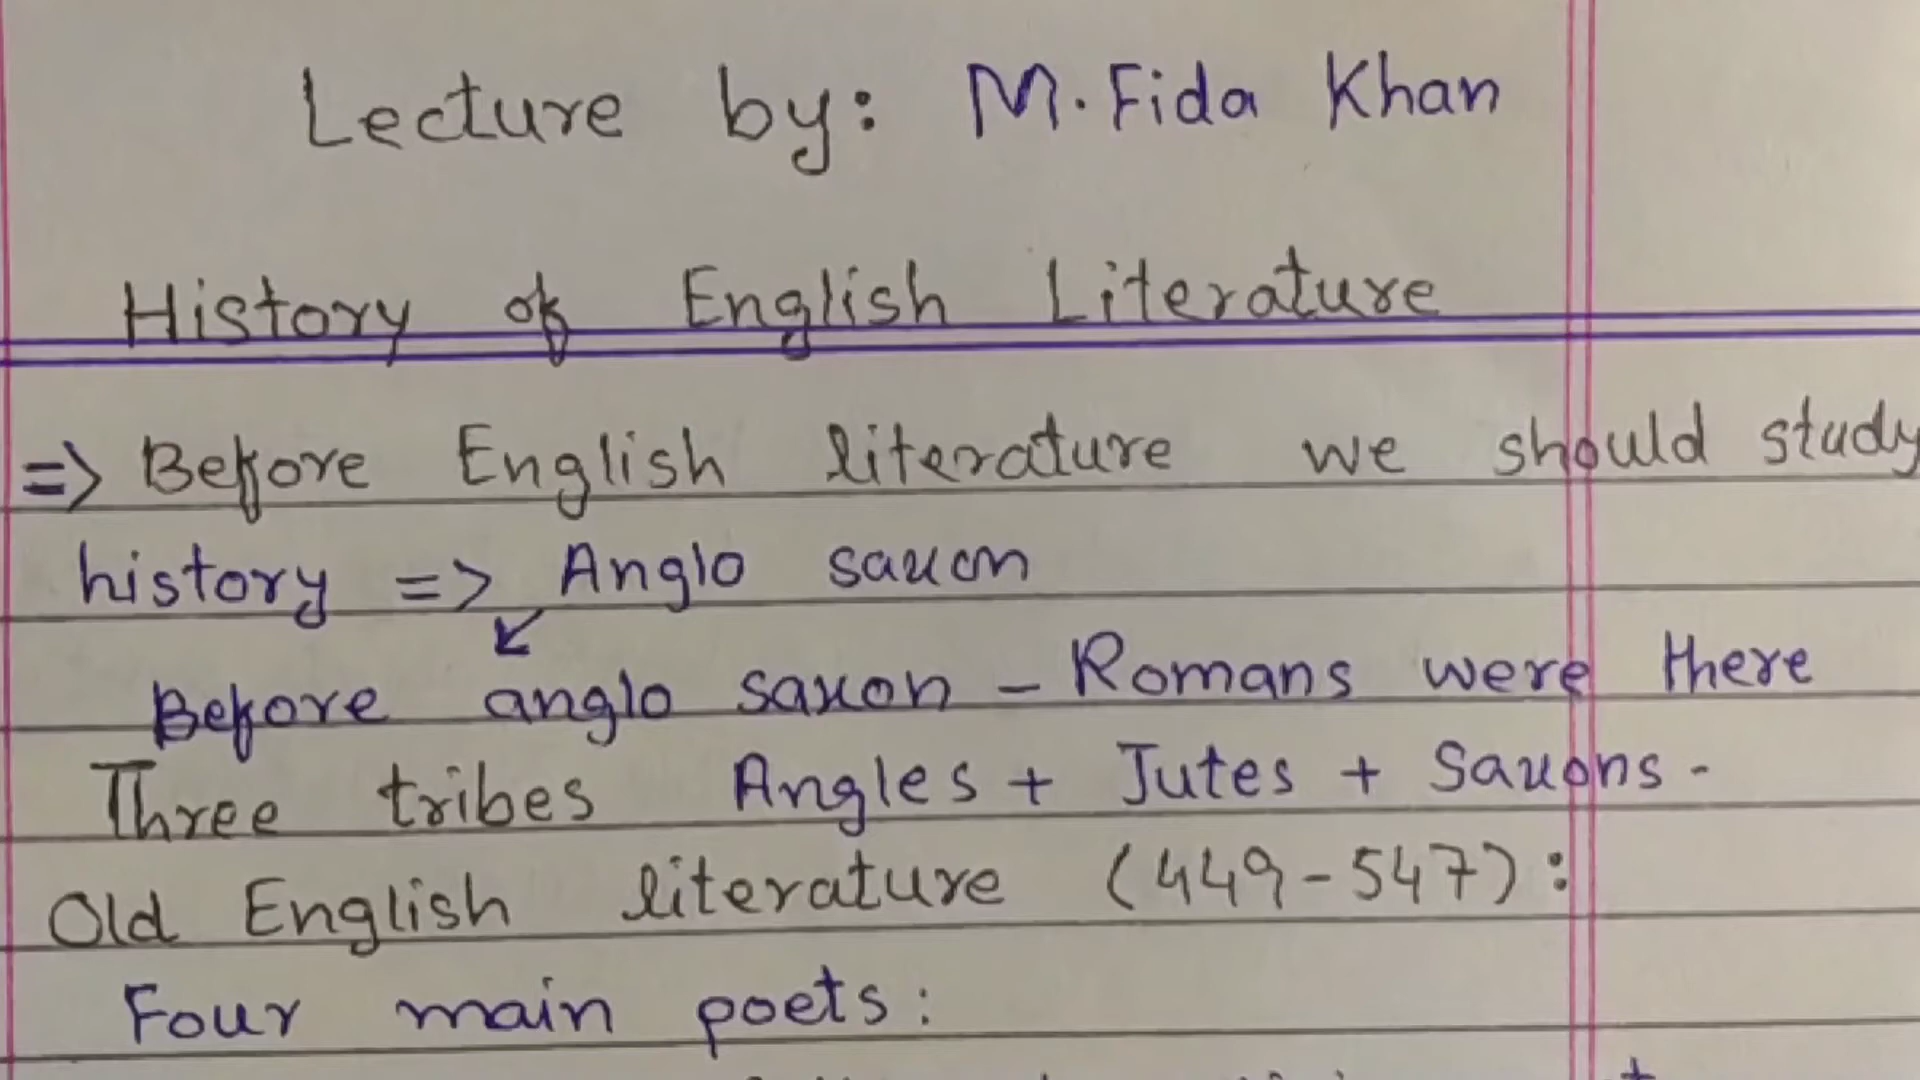 Lecture by: M. Fida Khan
History of English Literature
=> Before English literature we should study
history => Anglo saxon
↙
Before anglo saxon – Romans were there
Three tribes Angles + Jutes + Saxons -
Old English literature (449-547):
Four main poets: